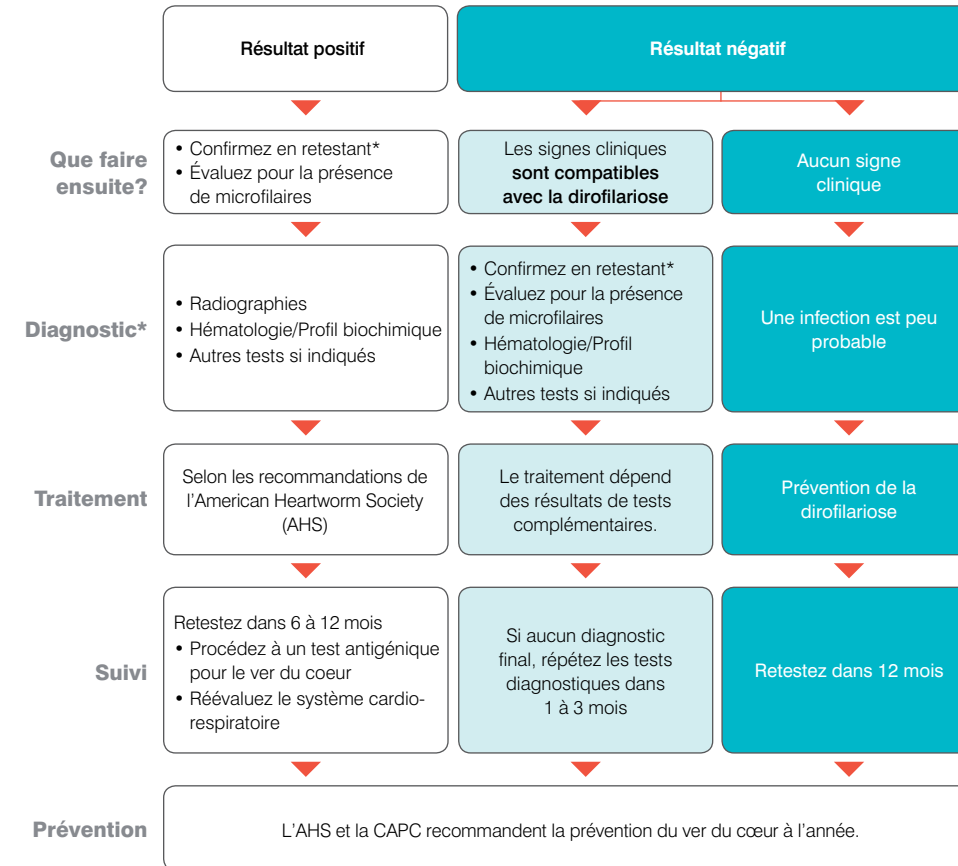 Résultat positif
Résultat négatif
Que faire
ensuite?
• Confirmez en retestant*
• Évaluez pour la présence
de microfilaires
Les signes cliniques
sont compatibles
avec la dirofilariose
Aucun signe
clinique
Diagnostic*
• Radiographies
• Hématologie/Profil biochimique
• Autres tests si indiqués
• Confirmez en retestant*
• Évaluez pour la présence
de microfilaires
• Hématologie/Profil
biochimique
• Autres tests si indiqués
Une infection est peu
probable
Traitement
Selon les recommandations de
l'American Heartworm Society
(AHS)
Le traitement dépend
des résultats de tests
complémentaires.
Prévention de la
dirofilariose
Suivi
Retestez dans 6 à 12 mois
• Procédez à un test antigénique
pour le ver du coeur
• Réévaluez le système cardio-
respiratoire
Si aucun diagnostic
final, répétez les tests
diagnostiques dans
1 à 3 mois
Retestez dans 12 mois
Prévention
L'AHS et la CAPC recommandent la prévention du ver du cœur à l'année.